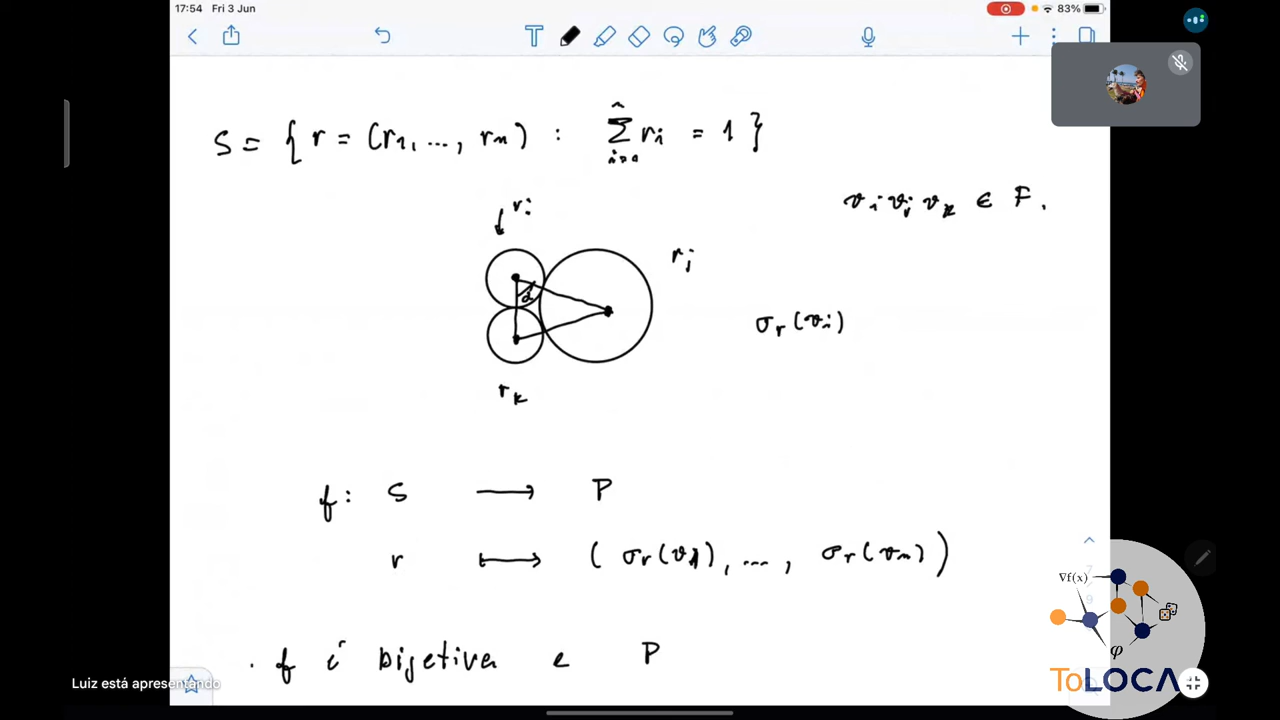 17:54 Fri 3 Jun
83%
S = { r = (r₁, ..., rₙ) : ∑ rᵢ = 1 }
rᵢ
vᵢ vⱼ vₖ ∈ F.
rⱼ
α
σᵣ(vᵢ)
rₖ
f: S ⟶ P
r ⟼ (σᵣ(v₁), ..., σᵣ(vₙ))
. f é bijetiva e P
∇f(x)
φ
ToLOCA
Luiz está apresentando